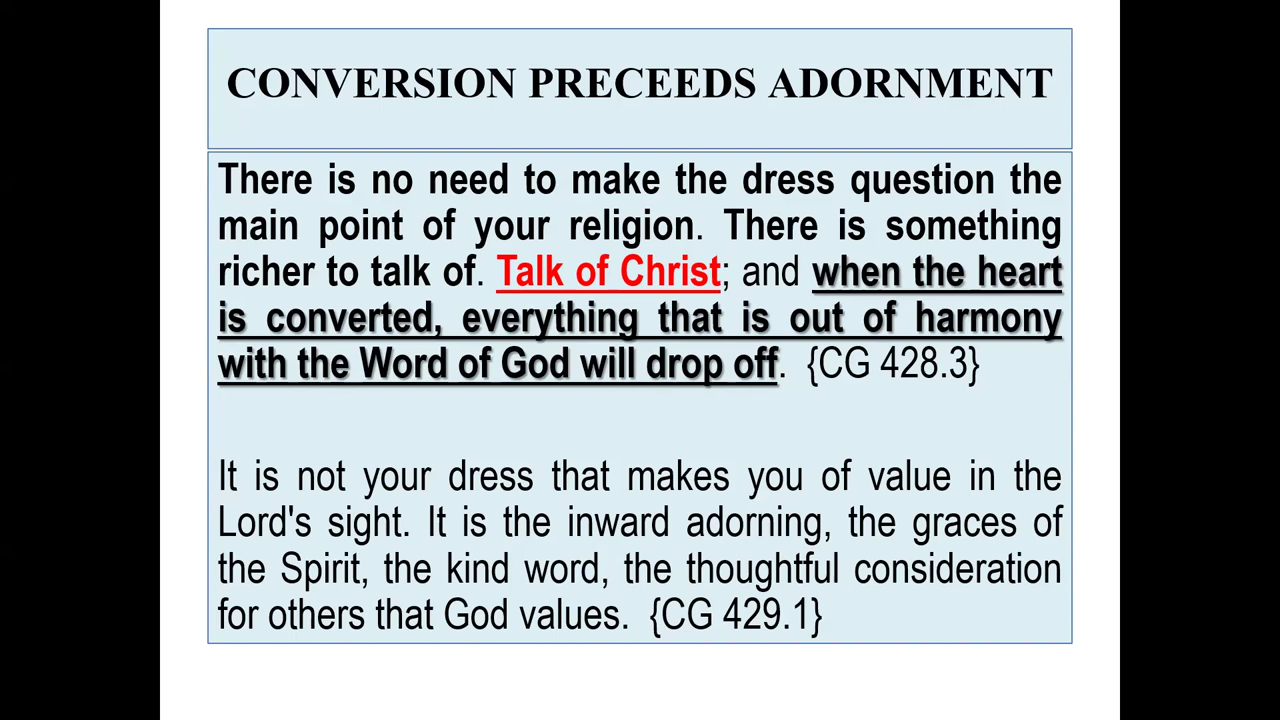 CONVERSION PRECEEDS ADORNMENT
There is no need to make the dress question the
main point of your religion. There is something
richer to talk of. Talk of Christ; and when the heart
is converted, everything that is out of harmony
with the Word of God will drop off. {CG 428.3}
It is not your dress that makes you of value in the
Lord's sight. It is the inward adorning, the graces of
the Spirit, the kind word, the thoughtful consideration
for others that God values. {CG 429.1}